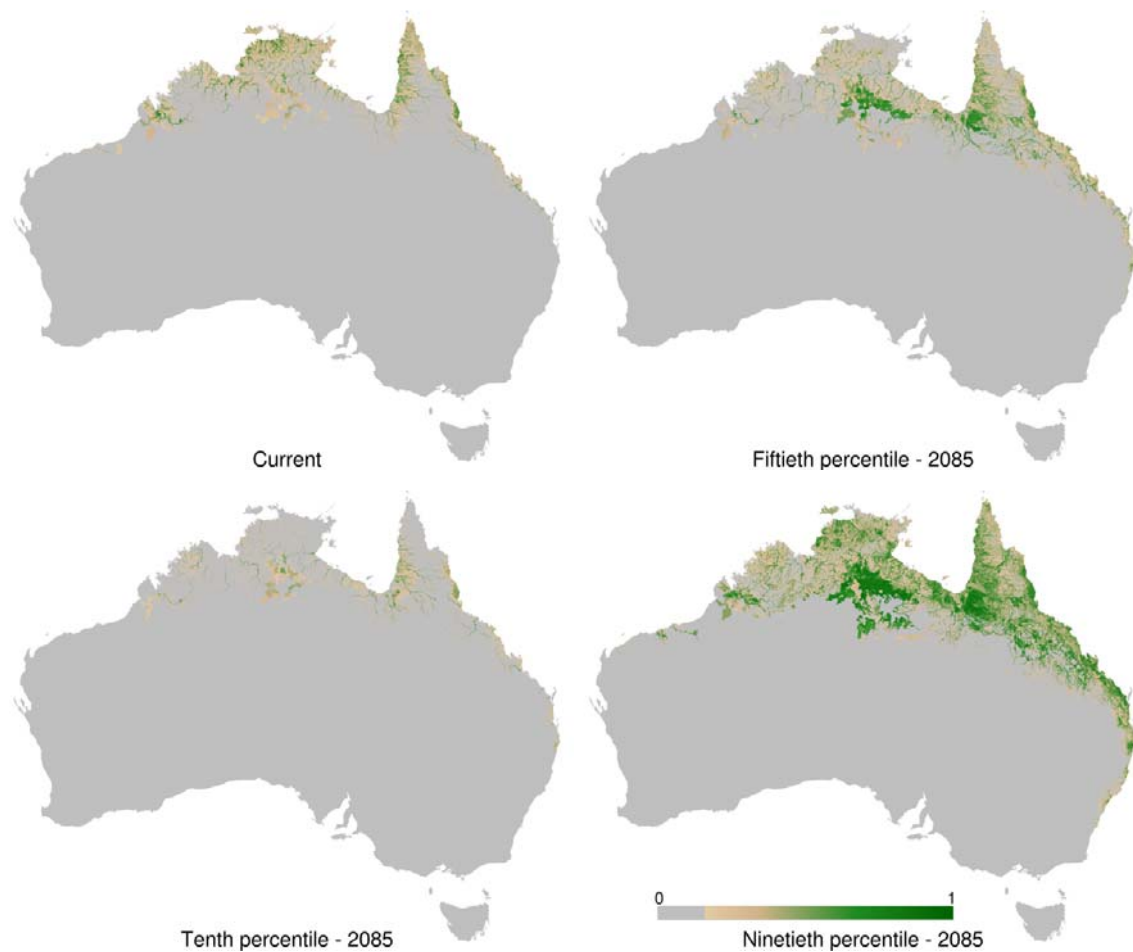 Current
Fiftieth percentile - 2085
0
1
Tenth percentile - 2085
Ninetieth percentile - 2085